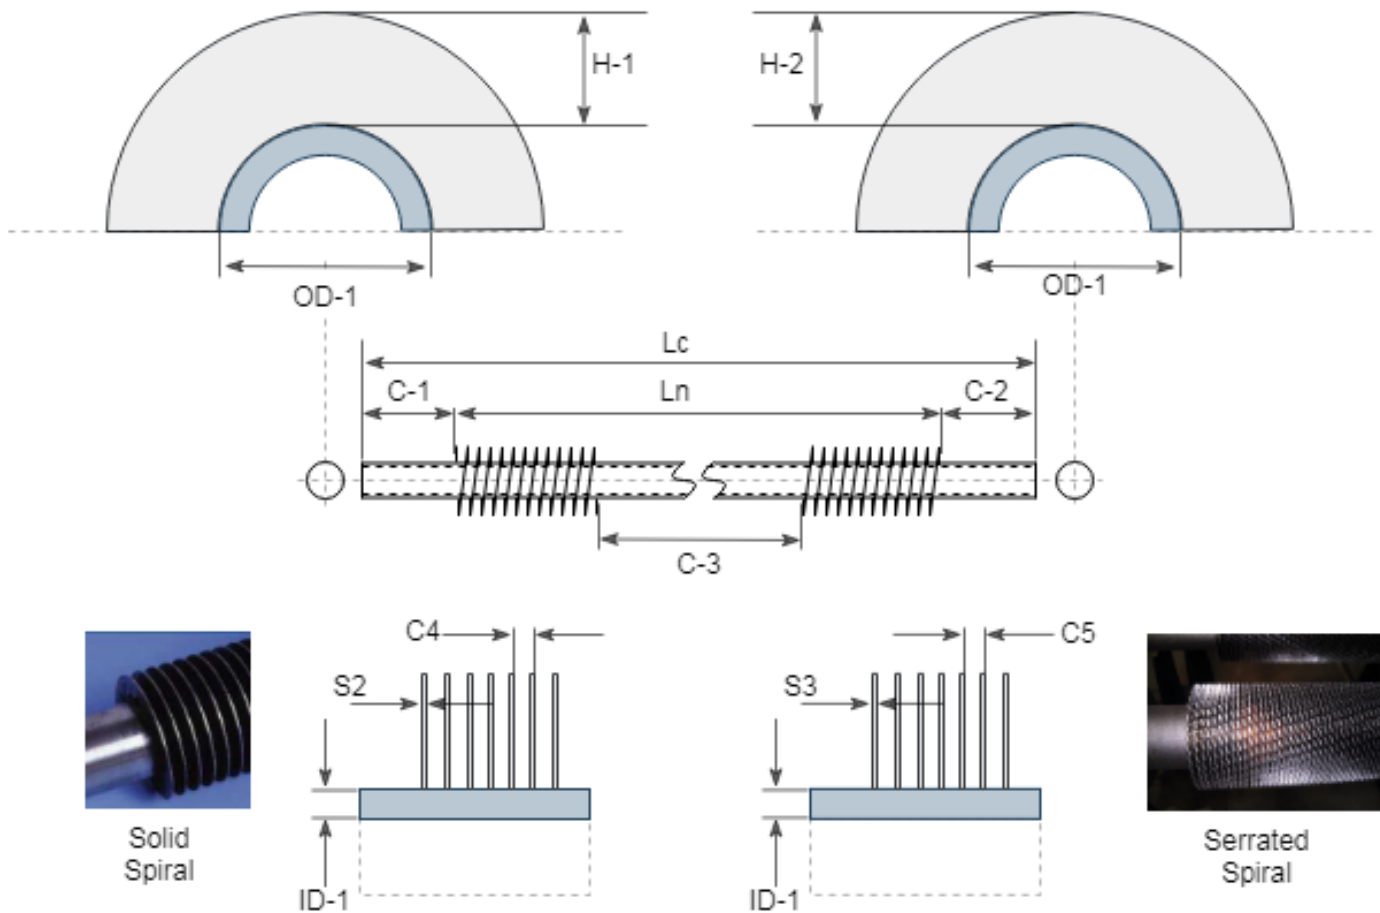 H-1
H-2
OD-1
OD-1
Lc
C-1
Ln
C-2
C-3
C4
C5
S2
S3
Solid
Spiral
Serrated
Spiral
ID-1
ID-1